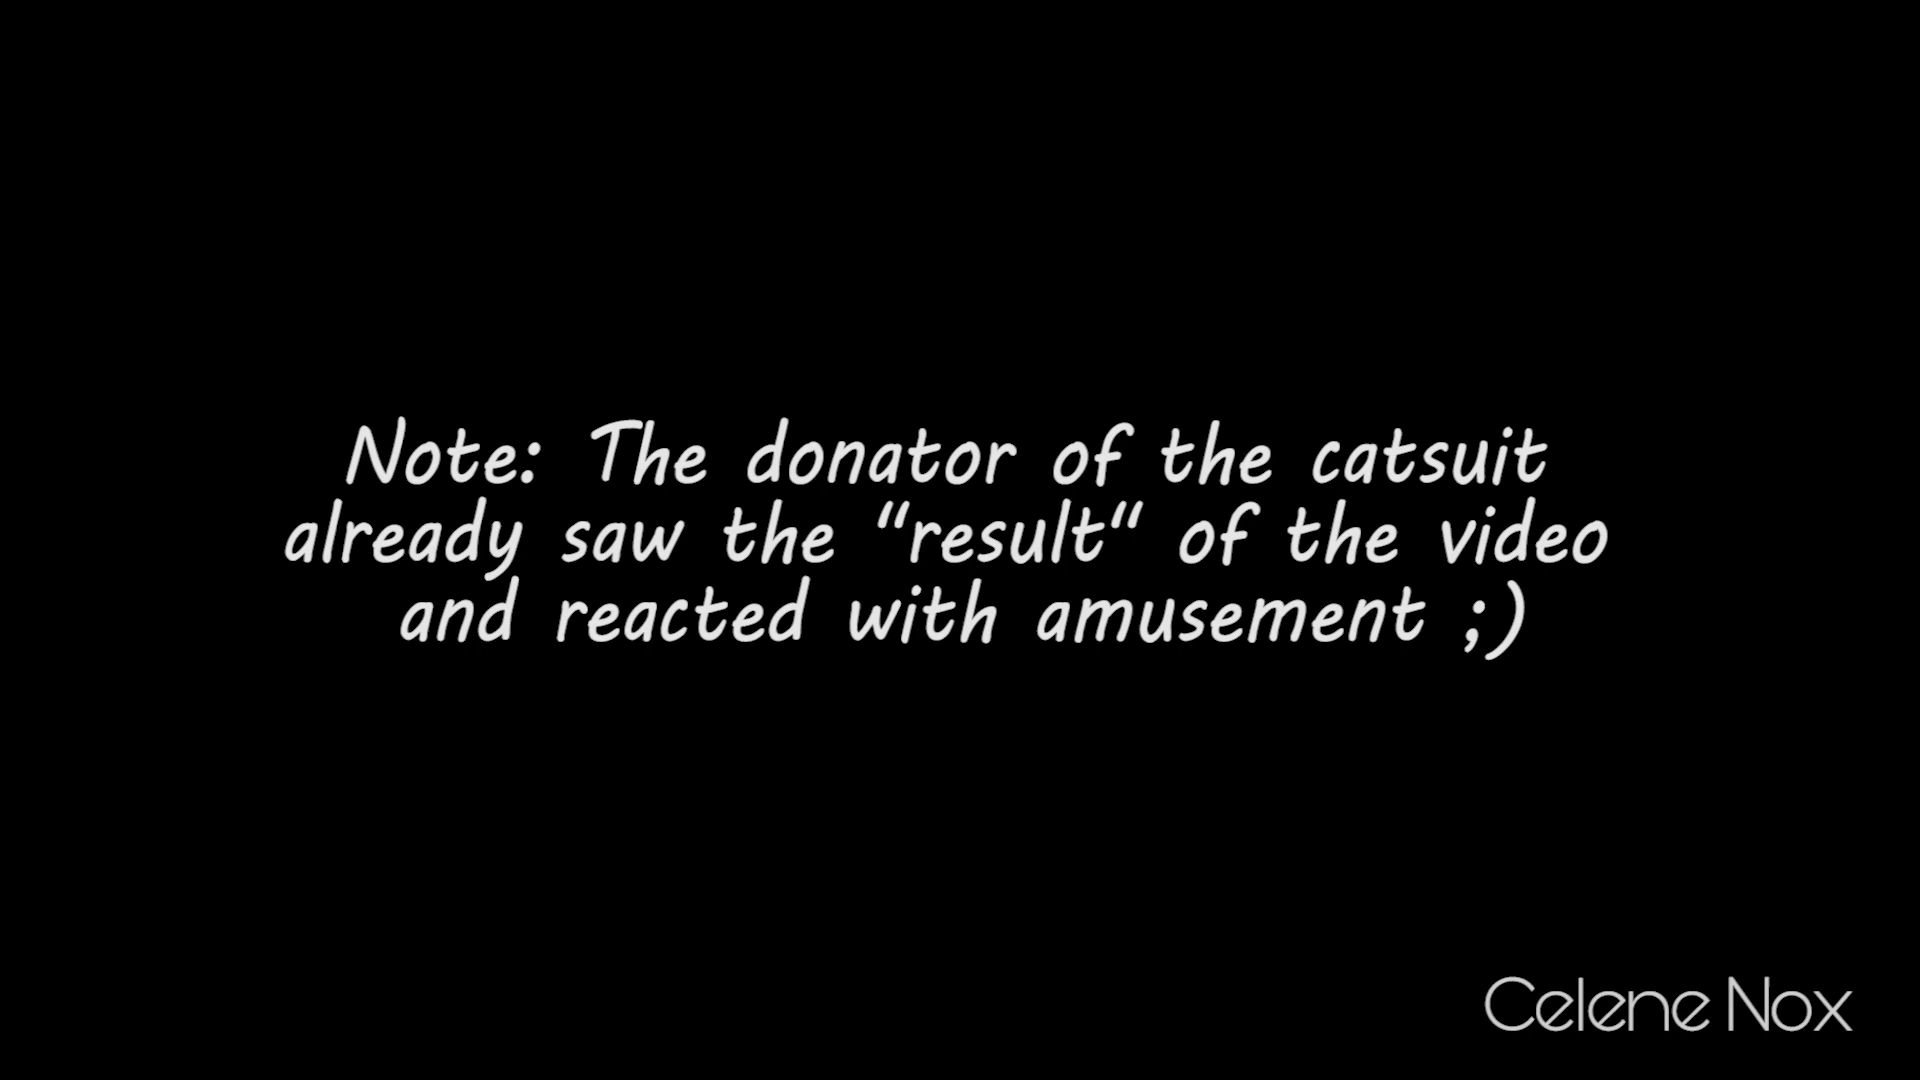 Note: The donator of the catsuit
already saw the "result" of the video
and reacted with amusement ;)
Celene Nox